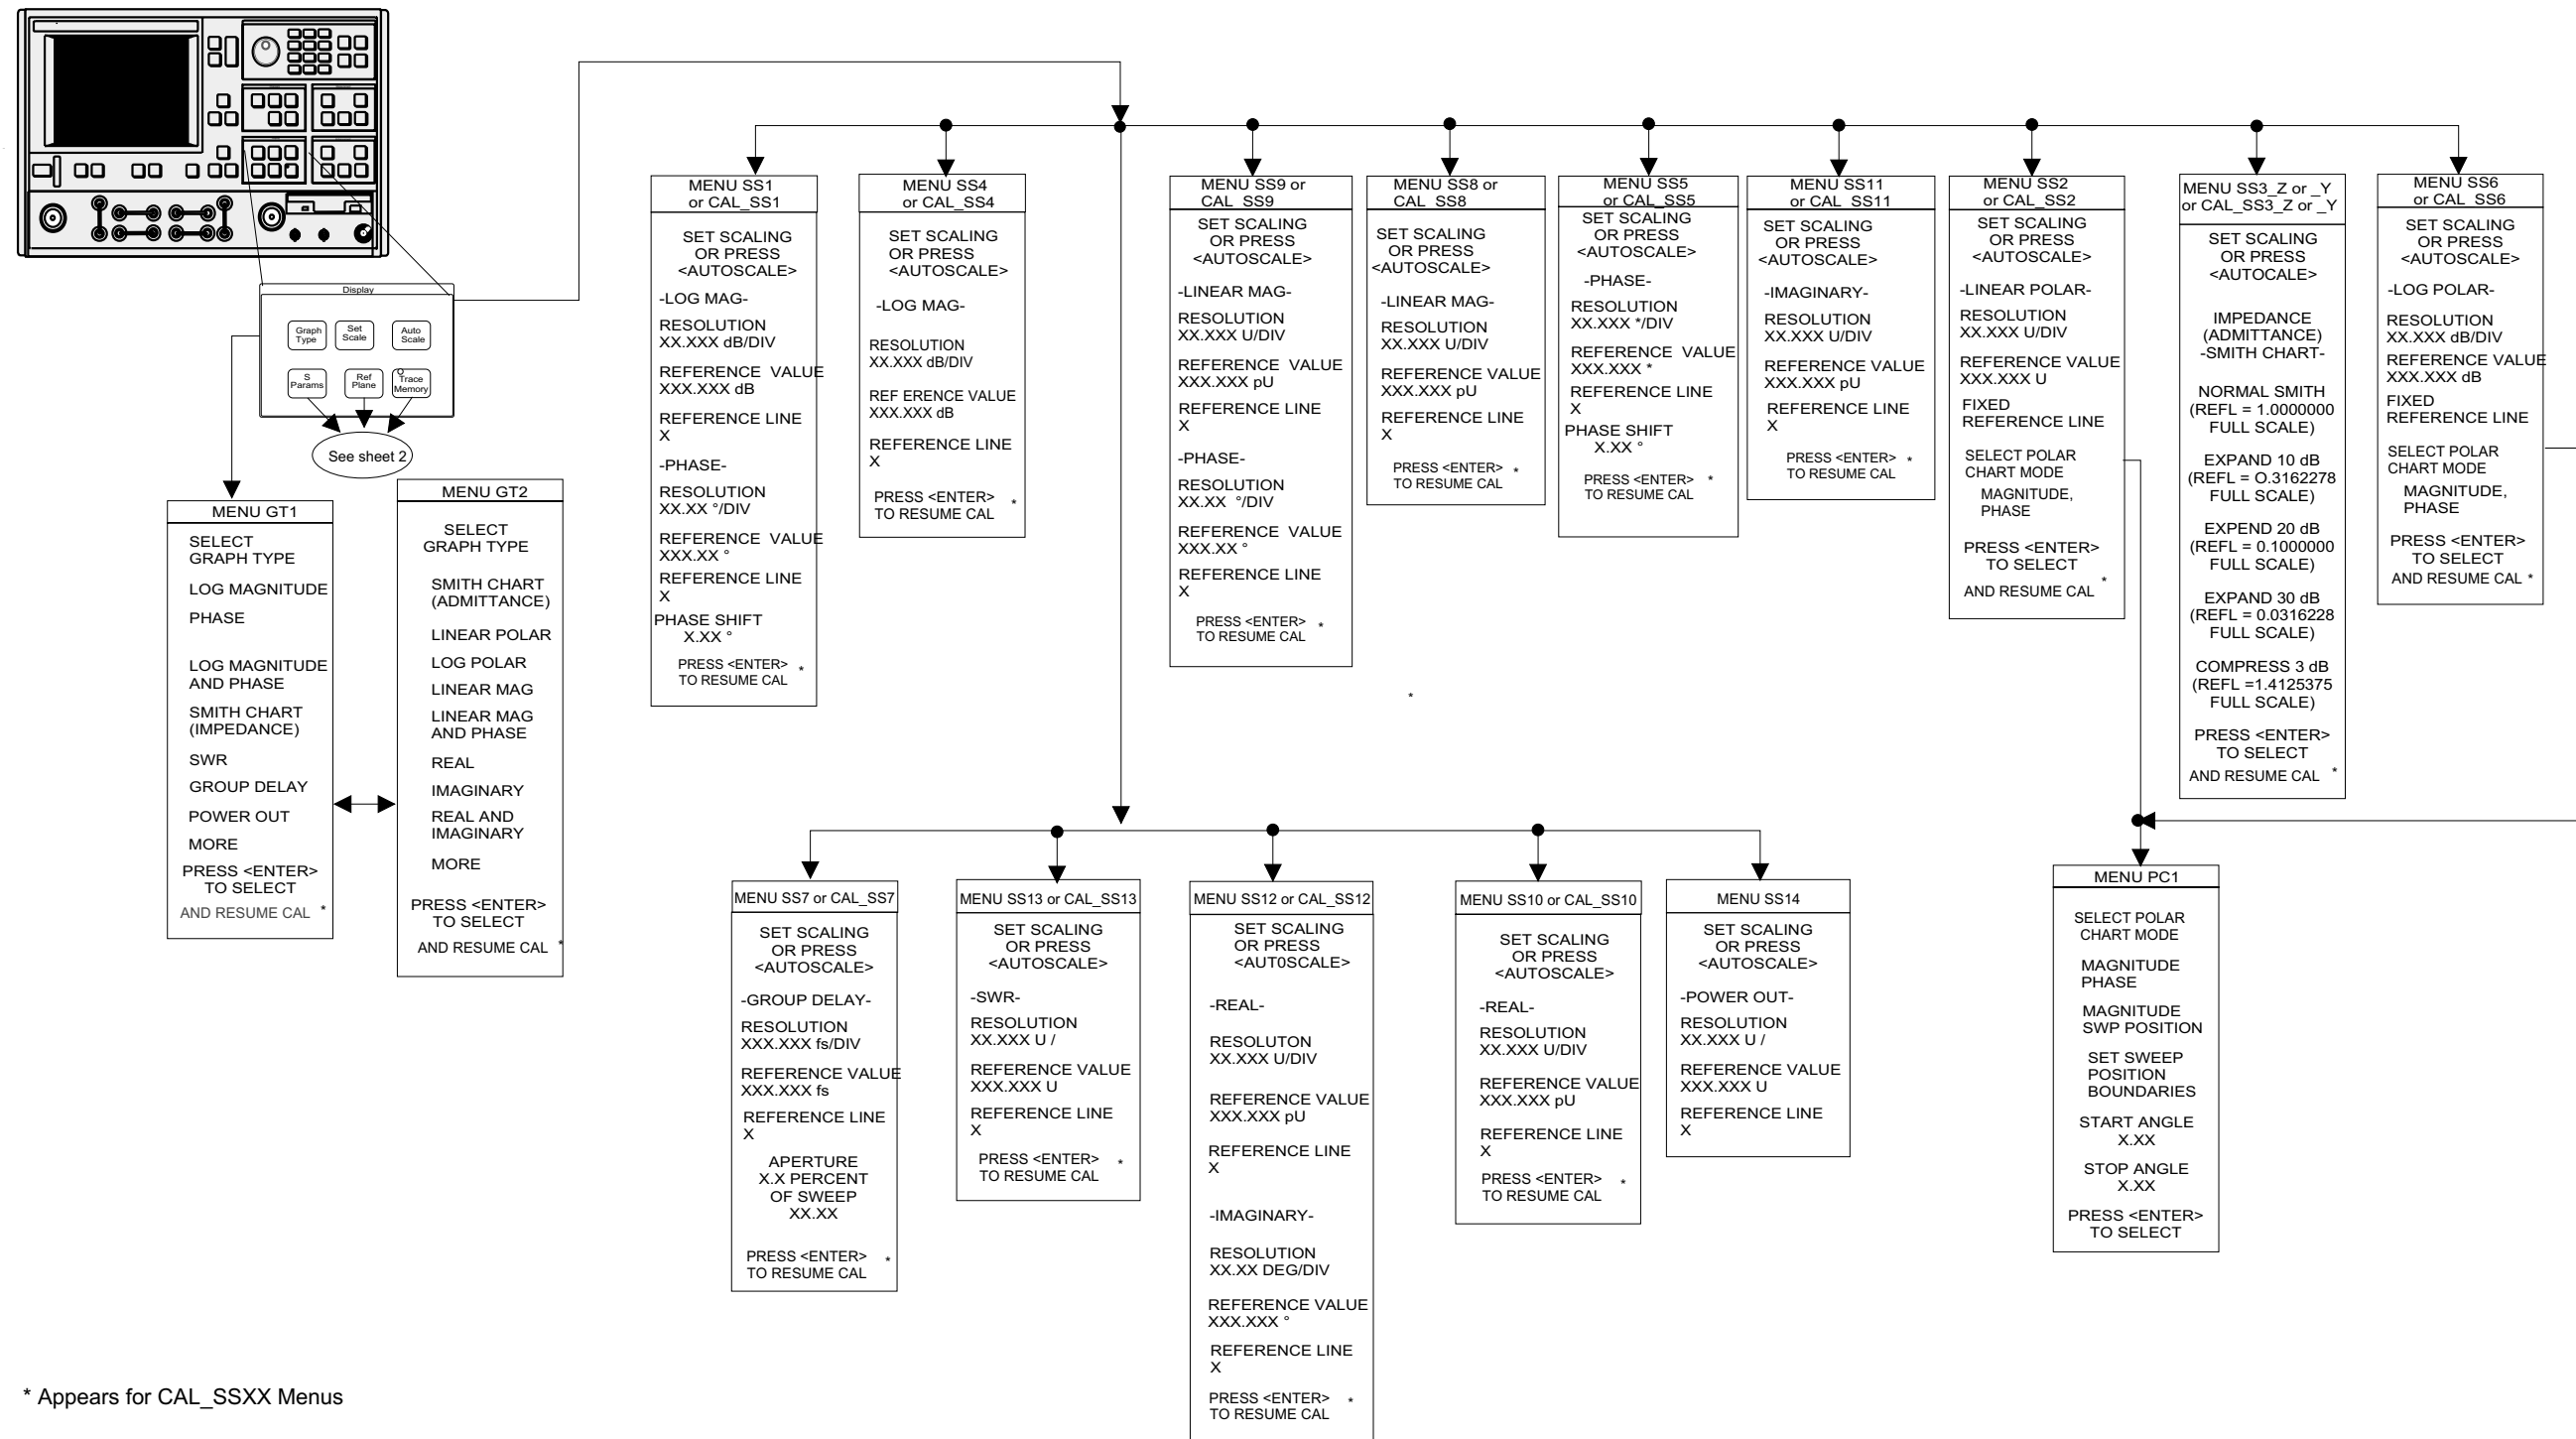 Display
Graph
Type
Set
Scale
Auto
Scale
S
Params
Ref
Plane
Trace
Memory
See sheet 2
MENU GT1
SELECT
GRAPH TYPE
LOG MAGNITUDE
PHASE
LOG MAGNITUDE
AND PHASE
SMITH CHART
(IMPEDANCE)
SWR
GROUP DELAY
POWER OUT
MORE
PRESS <ENTER>
TO SELECT
AND RESUME CAL *
MENU GT2
SELECT
GRAPH TYPE
SMITH CHART
(ADMITTANCE)
LINEAR POLAR
LOG POLAR
LINEAR MAG
LINEAR MAG
AND PHASE
REAL
IMAGINARY
REAL AND
IMAGINARY
MORE
PRESS <ENTER>
TO SELECT
AND RESUME CAL *
MENU SS1
or CAL_SS1
SET SCALING
OR PRESS
<AUTOSCALE>
-LOG MAG-
RESOLUTION
XX.XXX dB/DIV
REFERENCE VALUE
XXX.XXX dB
REFERENCE LINE
X
-PHASE-
RESOLUTION
XX.XX °/DIV
REFERENCE VALUE
XXX.XX °
REFERENCE LINE
X
PHASE SHIFT
X.XX °
PRESS <ENTER> *
TO RESUME CAL
MENU SS4
or CAL_SS4
SET SCALING
OR PRESS
<AUTOSCALE>
-LOG MAG-
RESOLUTION
XX.XXX dB/DIV
REF ERENCE VALUE
XXX.XXX dB
REFERENCE LINE
X
PRESS <ENTER> *
TO RESUME CAL
MENU SS9 or
CAL_SS9
SET SCALING
OR PRESS
<AUTOSCALE>
-LINEAR MAG-
RESOLUTION
XX.XXX U/DIV
REFERENCE VALUE
XXX.XXX pU
REFERENCE LINE
X
-PHASE-
RESOLUTION
XX.XX °/DIV
REFERENCE VALUE
XXX.XX °
REFERENCE LINE
X
PRESS <ENTER> *
TO RESUME CAL
MENU SS8 or
CAL_SS8
SET SCALING
OR PRESS
<AUTOSCALE>
-LINEAR MAG-
RESOLUTION
XX.XXX U/DIV
REFERENCE VALUE
XXX.XXX pU
REFERENCE LINE
X
PRESS <ENTER> *
TO RESUME CAL
*
MENU SS5
or CAL_SS5
SET SCALING
OR PRESS
<AUTOSCALE>
-PHASE-
RESOLUTION
XX.XXX */DIV
REFERENCE VALUE
XXX.XXX *
REFERENCE LINE
X
PHASE SHIFT
X.XX °
PRESS <ENTER> *
TO RESUME CAL
MENU SS11
or CAL_SS11
SET SCALING
OR PRESS
<AUTOSCALE>
-IMAGINARY-
RESOLUTION
XX.XXX U/DIV
REFERENCE VALUE
XXX.XXX pU
REFERENCE LINE
X
PRESS <ENTER> *
TO RESUME CAL
MENU SS2
or CAL_SS2
SET SCALING
OR PRESS
<AUTOSCALE>
-LINEAR POLAR-
RESOLUTION
XX.XXX U/DIV
REFERENCE VALUE
XXX.XXX U
FIXED
REFERENCE LINE
SELECT POLAR
CHART MODE
MAGNITUDE,
PHASE
PRESS <ENTER>
TO SELECT
AND RESUME CAL *
MENU SS3_Z or _Y
or CAL_SS3_Z or _Y
SET SCALING
OR PRESS
<AUTOCALE>
IMPEDANCE
(ADMITTANCE)
-SMITH CHART-
NORMAL SMITH
(REFL = 1.0000000
FULL SCALE)
EXPAND 10 dB
(REFL = O.3162278
FULL SCALE)
EXPEND 20 dB
(REFL = 0.1000000
FULL SCALE)
EXPAND 30 dB
(REFL = 0.0316228
FULL SCALE)
COMPRESS 3 dB
(REFL =1.4125375
FULL SCALE)
PRESS <ENTER>
TO SELECT
AND RESUME CAL *
MENU SS6
or CAL_SS6
SET SCALING
OR PRESS
<AUTOSCALE>
-LOG POLAR-
RESOLUTION
XX.XXX dB/DIV
REFERENCE VALUE
XXX.XXX dB
FIXED
REFERENCE LINE
SELECT POLAR
CHART MODE
MAGNITUDE,
PHASE
PRESS <ENTER>
TO SELECT
AND RESUME CAL *
MENU SS7 or CAL_SS7
SET SCALING
OR PRESS
<AUTOSCALE>
-GROUP DELAY-
RESOLUTION
XXX.XXX fs/DIV
REFERENCE VALUE
XXX.XXX fs
REFERENCE LINE
X
APERTURE
X.X PERCENT
OF SWEEP
XX.XX
PRESS <ENTER> *
TO RESUME CAL
MENU SS13 or CAL_SS13
SET SCALING
OR PRESS
<AUTOSCALE>
-SWR-
RESOLUTION
XX.XXX U /
REFERENCE VALUE
XXX.XXX U
REFERENCE LINE
X
PRESS <ENTER> *
TO RESUME CAL
MENU SS12 or CAL_SS12
SET SCALING
OR PRESS
<AUT0SCALE>
-REAL-
RESOLUTON
XX.XXX U/DIV
REFERENCE VALUE
XXX.XXX pU
REFERENCE LINE
X
-IMAGINARY-
RESOLUTION
XX.XX DEG/DIV
REFERENCE VALUE
XXX.XXX °
REFERENCE LINE
X
PRESS <ENTER> *
TO RESUME CAL
MENU SS10 or CAL_SS10
SET SCALING
OR PRESS
<AUTOSCALE>
-REAL-
RESOLUTION
XX.XXX U/DIV
REFERENCE VALUE
XXX.XXX pU
REFERENCE LINE
X
PRESS <ENTER> *
TO RESUME CAL
MENU SS14
SET SCALING
OR PRESS
<AUTOSCALE>
-POWER OUT-
RESOLUTION
XX.XXX U /
REFERENCE VALUE
XXX.XXX U
REFERENCE LINE
X
MENU PC1
SELECT POLAR
CHART MODE
MAGNITUDE
PHASE
MAGNITUDE
SWP POSITION
SET SWEEP
POSITION
BOUNDARIES
START ANGLE
X.XX
STOP ANGLE
X.XX
PRESS <ENTER>
TO SELECT
* Appears for CAL_SSXX Menus